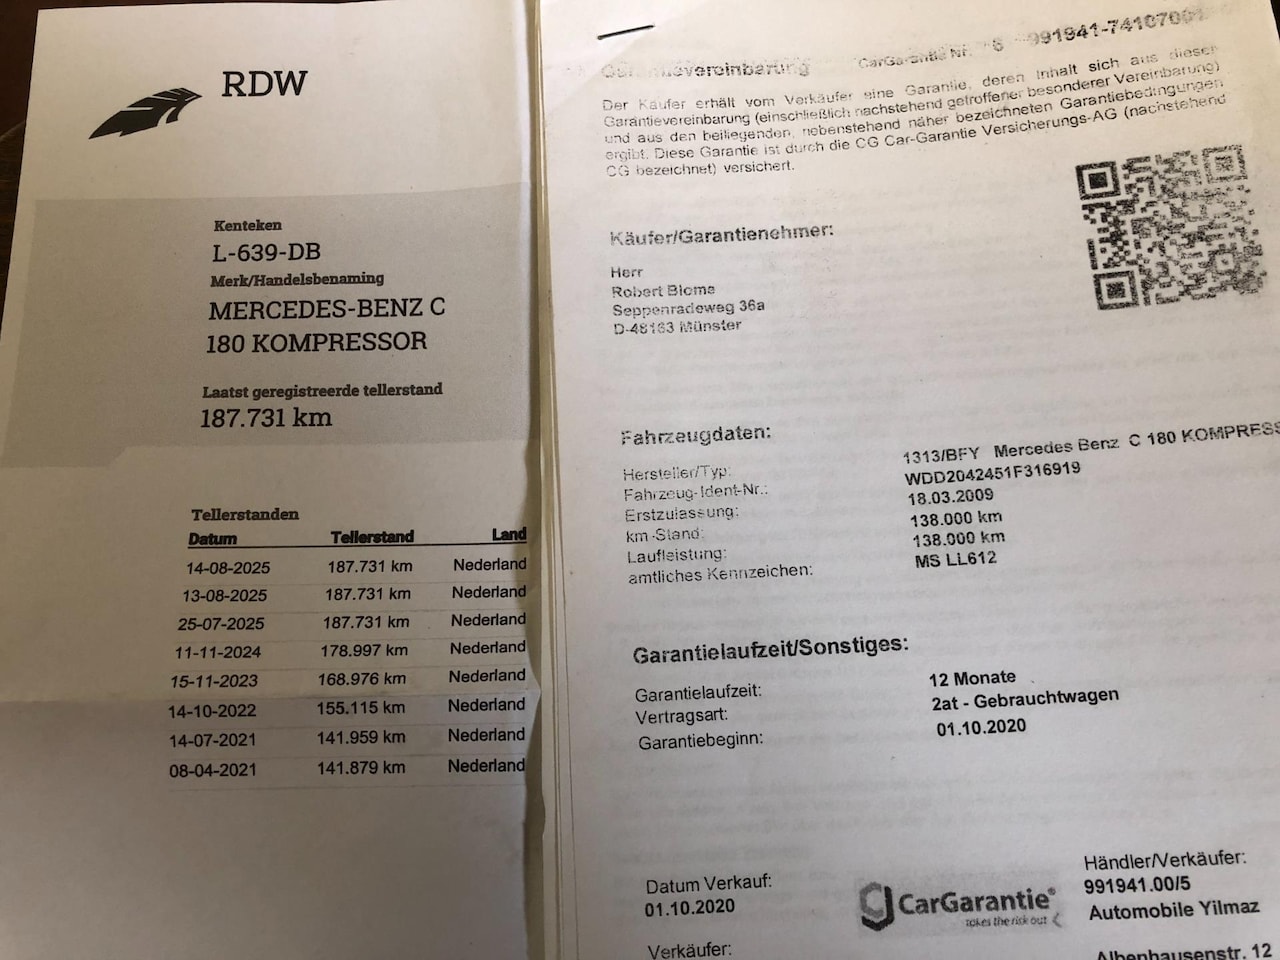 RDW
Kenteken
L-639-DB
Merk/Handelsbenaming
MERCEDES-BENZ C
180 KOMPRESSOR
Laatst geregistreerde tellerstand
187.731 km
Tellerstanden
Datum Tellerstand Land
14-08-2025 187.731 km Nederland
13-08-2025 187.731 km Nederland
25-07-2025 187.731 km Nederland
11-11-2024 178.997 km Nederland
15-11-2023 168.976 km Nederland
14-10-2022 155.115 km Nederland
14-07-2021 141.959 km Nederland
08-04-2021 141.879 km Nederland
Garantievereinbarung CarGarantie Nr. 991941-74107001
Der Käufer erhält vom Verkäufer eine Garantie, deren Inhalt sich aus dieser
Garantievereinbarung (einschließlich nachstehend getroffener besonderer Vereinbarung)
und aus den beiliegenden, nebenstehend näher bezeichneten Garantiebedingungen
ergibt. Diese Garantie ist durch die CG Car-Garantie Versicherungs-AG (nachstehend
CG bezeichnet) versichert.
Käufer/Garantienehmer:
Herr
Robert Blome
Seppenradeweg 36a
D-48163 Münster
Fahrzeugdaten:
Hersteller/Typ: 1313/BFY Mercedes Benz C 180 KOMPRESS
Fahrzeug-Ident-Nr.: WDD2042451F316919
Erstzulassung: 18.03.2009
km-Stand: 138.000 km
Laufleistung: 138.000 km
amtliches Kennzeichen: MS LL612
Garantielaufzeit/Sonstiges:
Garantielaufzeit: 12 Monate
Vertragsart: 2at - Gebrauchtwagen
Garantiebeginn: 01.10.2020
Datum Verkauf:
01.10.2020
Verkäufer:
CarGarantie®
takes the risk out
Händler/Verkäufer:
991941.00/5
Automobile Yilmaz
Albenhausenstr. 12